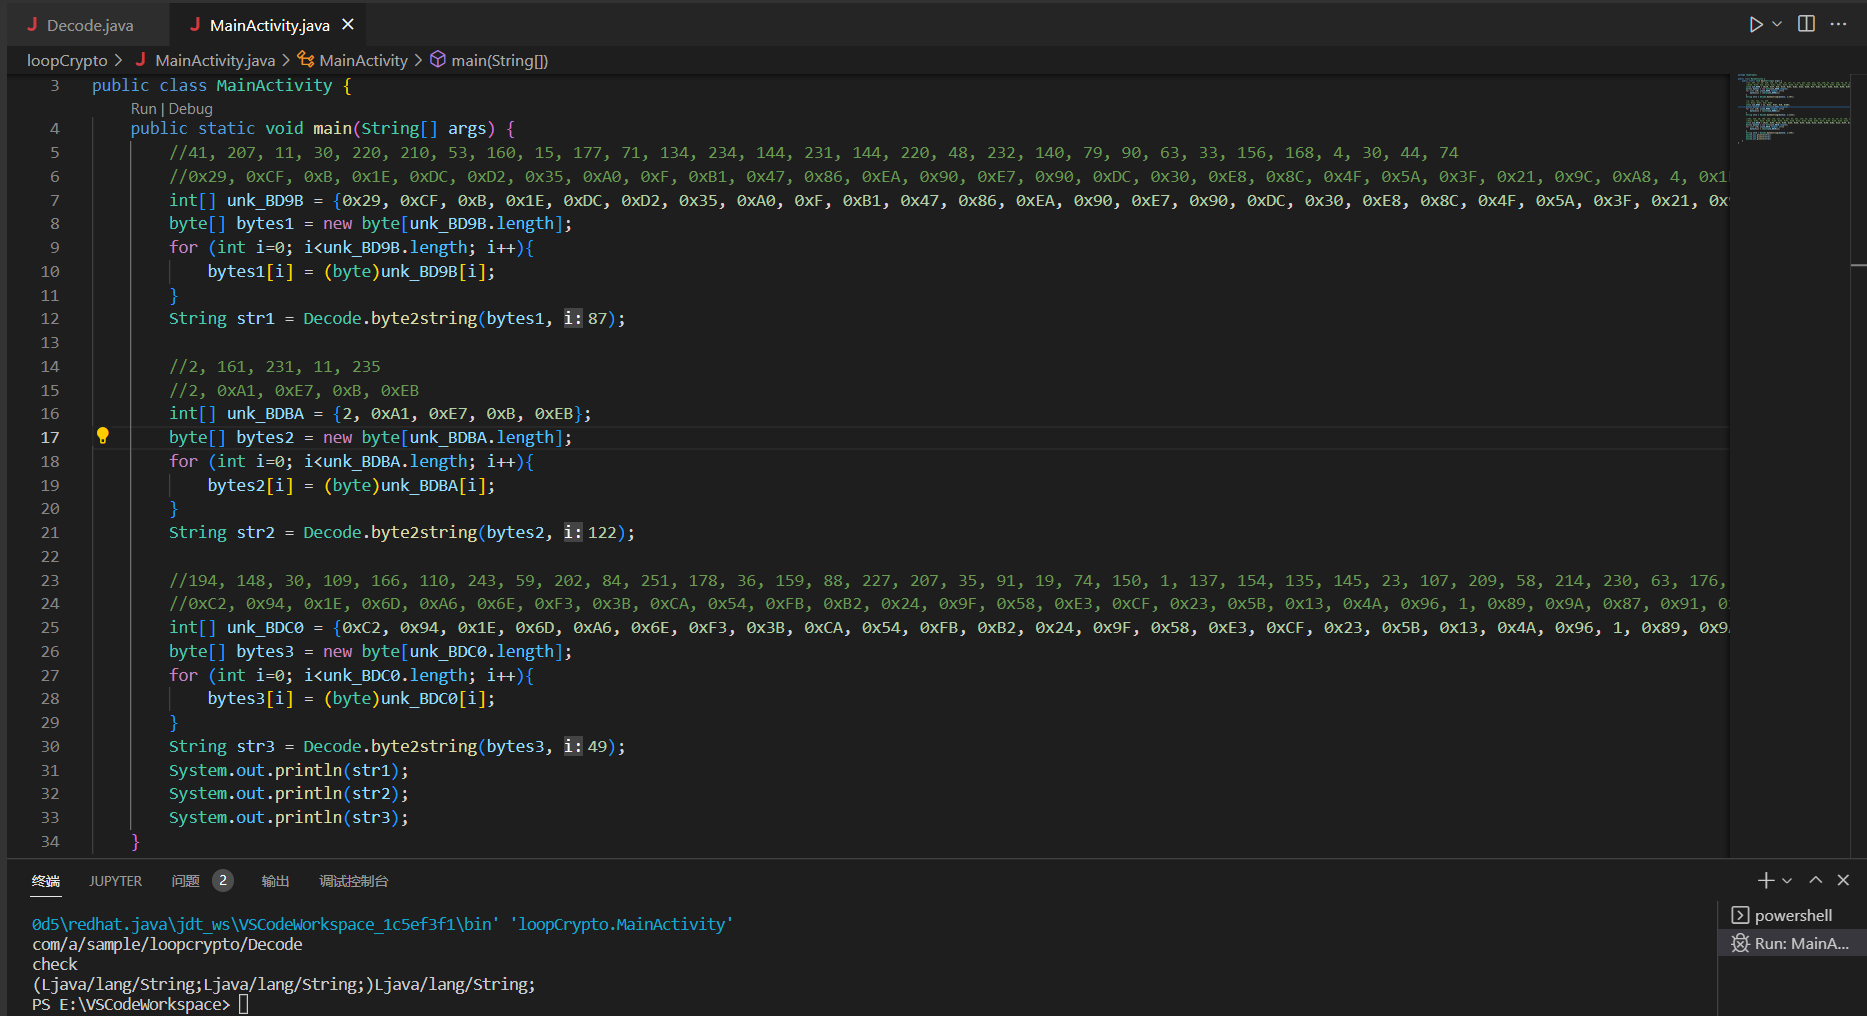 Decode.java
MainActivity.java
loopCrypto > MainActivity.java > MainActivity > main(String[])
3 public class MainActivity {
Run | Debug
4 public static void main(String[] args) {
5 //41, 207, 11, 30, 220, 210, 53, 160, 15, 177, 71, 134, 234, 144, 231, 144, 220, 48, 232, 140, 79, 90, 63, 33, 156, 168, 4, 30, 44, 74
6 //0x29, 0xCF, 0xB, 0x1E, 0xDC, 0xD2, 0x35, 0xA0, 0xF, 0xB1, 0x47, 0x86, 0xEA, 0x90, 0xE7, 0x90, 0xDC, 0x30, 0xE8, 0x8C, 0x4F, 0x5A, 0x3F, 0x21, 0x9C, 0xA8, 4,
7 int[] unk_BD9B = {0x29, 0xCF, 0xB, 0x1E, 0xDC, 0xD2, 0x35, 0xA0, 0xF, 0xB1, 0x47, 0x86, 0xEA, 0x90, 0xE7, 0x90, 0xDC, 0x30, 0xE8, 0x8C, 0x4F, 0x5A, 0x3F, 0x21,
8 byte[] bytes1 = new byte[unk_BD9B.length];
9 for (int i=0; i<unk_BD9B.length; i++){
10 bytes1[i] = (byte)unk_BD9B[i];
11 }
12 String str1 = Decode.byte2string(bytes1, i: 87);
13
14 //2, 161, 231, 11, 235
15 //2, 0xA1, 0xE7, 0xB, 0xEB
16 int[] unk_BDBA = {2, 0xA1, 0xE7, 0xB, 0xEB};
17 byte[] bytes2 = new byte[unk_BDBA.length];
18 for (int i=0; i<unk_BDBA.length; i++){
19 bytes2[i] = (byte)unk_BDBA[i];
20 }
21 String str2 = Decode.byte2string(bytes2, i: 122);
22
23 //194, 148, 30, 109, 166, 110, 243, 59, 202, 84, 251, 178, 36, 159, 88, 227, 207, 35, 91, 19, 74, 150, 1, 137, 154, 135, 145, 23, 107, 209, 58, 214, 230, 63, 176,
24 //0xC2, 0x94, 0x1E, 0x6D, 0xA6, 0x6E, 0xF3, 0x3B, 0xCA, 0x54, 0xFB, 0xB2, 0x24, 0x9F, 0x58, 0xE3, 0xCF, 0x23, 0x5B, 0x13, 0x4A, 0x96, 1, 0x89, 0x9A, 0x87, 0x91,
25 int[] unk_BDC0 = {0xC2, 0x94, 0x1E, 0x6D, 0xA6, 0x6E, 0xF3, 0x3B, 0xCA, 0x54, 0xFB, 0xB2, 0x24, 0x9F, 0x58, 0xE3, 0xCF, 0x23, 0x5B, 0x13, 0x4A, 0x96, 1, 0x89,
26 byte[] bytes3 = new byte[unk_BDC0.length];
27 for (int i=0; i<unk_BDC0.length; i++){
28 bytes3[i] = (byte)unk_BDC0[i];
29 }
30 String str3 = Decode.byte2string(bytes3, i: 49);
31 System.out.println(str1);
32 System.out.println(str2);
33 System.out.println(str3);
34 }
终端 JUPYTER 问题 2 输出 调试控制台
0d5\redhat.java\jdt_ws\VSCodeWorkspace_1c5ef3f1\bin' 'loopCrypto.MainActivity'
com/a/sample/loopcrypto/Decode
check
(Ljava/lang/String;Ljava/lang/String;)Ljava/lang/String;
PS E:\VSCodeWorkspace>
powershell
Run: MainA...